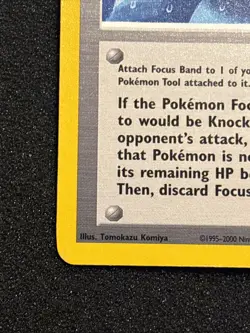 Attach Focus Band to 1 of yo
Pokémon Tool attached to it.
If the Pokémon Foc
to would be Knock
opponent's attack,
that Pokémon is no
its remaining HP b
Then, discard Focus
Illus. Tomokazu Komiya
©1995-2000 Nin